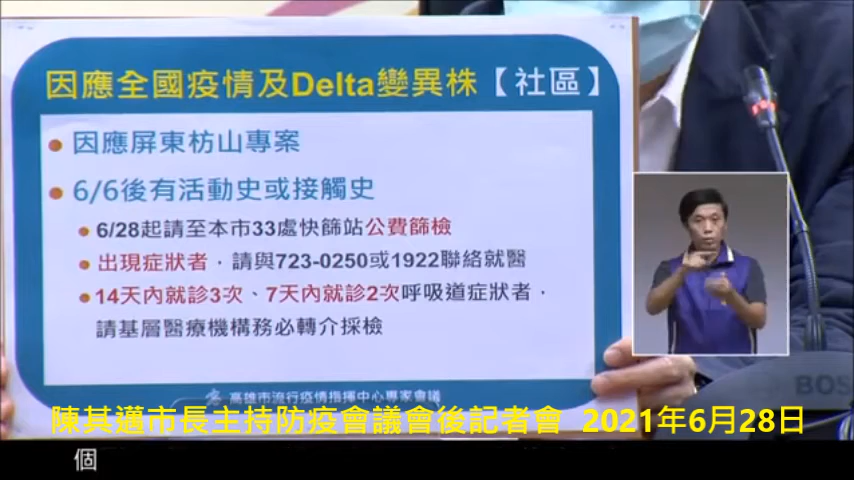 因應全國疫情及Delta變異株【社區】
因應屏東枋山專案
6/6後有活動史或接觸史
6/28起請至本市33處快篩站公費篩檢
出現症狀者，請與723-0250或1922聯絡就醫
14天內就診3次、7天內就診2次呼吸道症狀者，
請基層醫療機構務必轉介採檢
高雄市流行疫情指揮中心專家會議
陳其邁市長主持防疫會議會後記者會 2021年6月28日
BOS
個